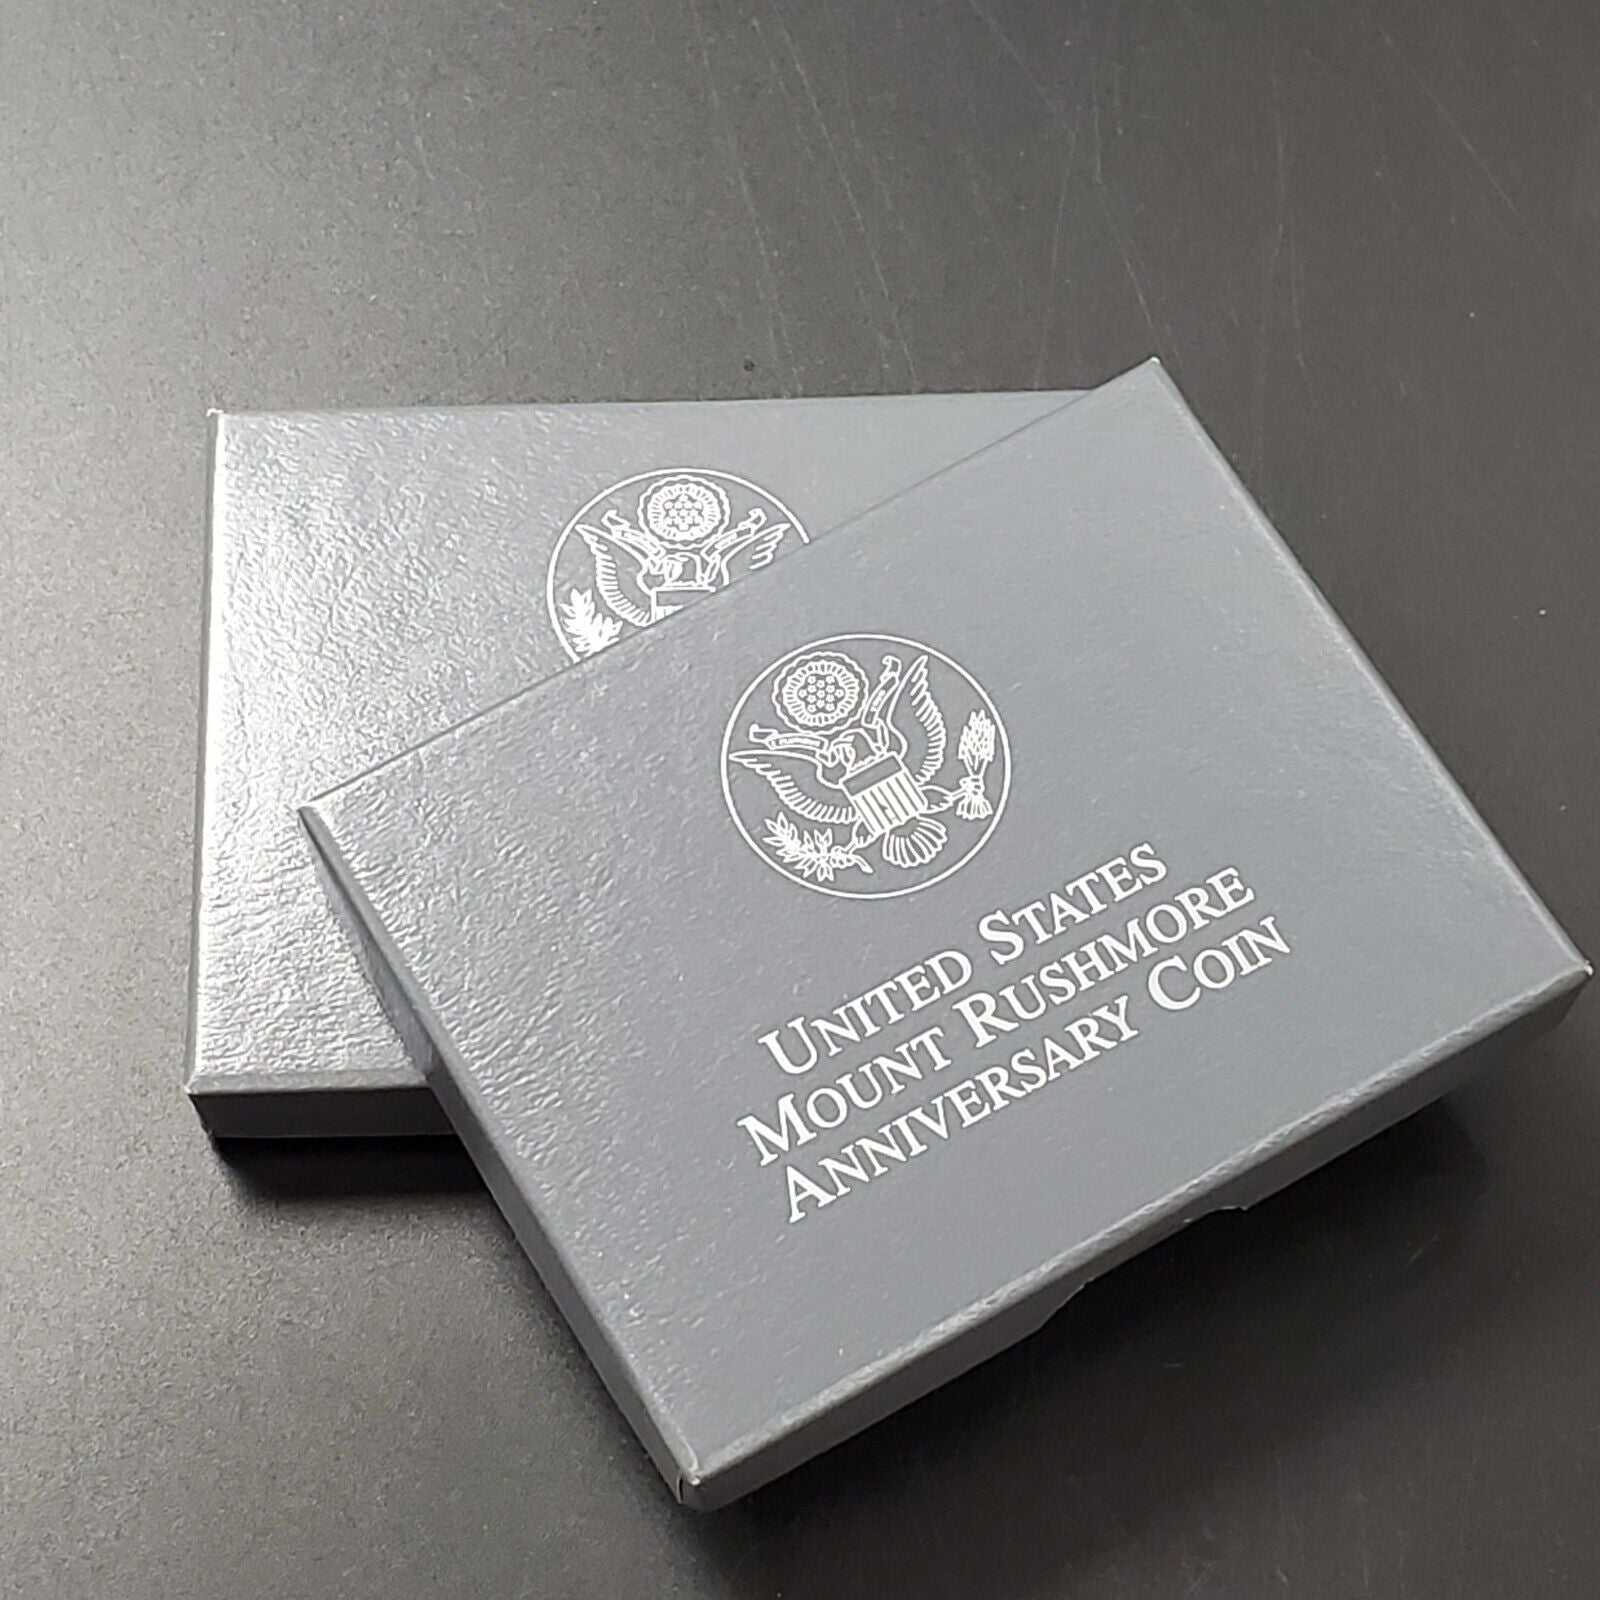 UNITED STATES
MOUNT RUSHMORE
ANNIVERSARY COIN